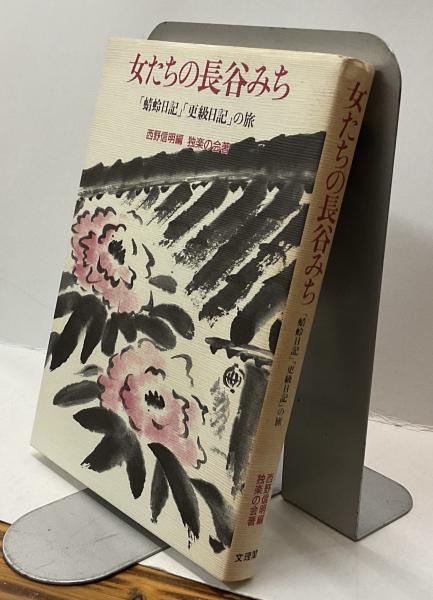 女たちの長谷みち
「蜻蛉日記」「更級日記」の旅
西野信明編 独楽の会著
女たちの長谷みち
「蜻蛉日記」「更級日記」の旅
西野信明編
独楽の会著
文理閣